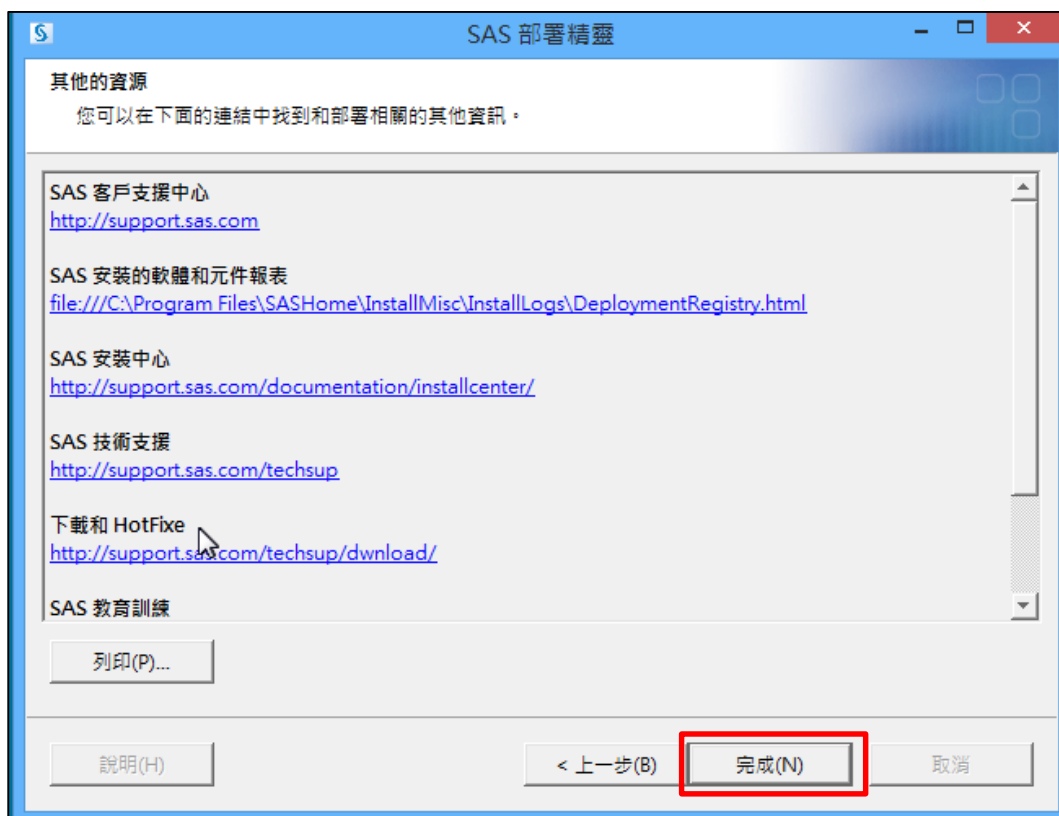 SAS 部署精靈
其他的資源
您可以在下面的連結中找到和部署相關的其他資訊。
SAS 客戶支援中心
http://support.sas.com
SAS 安裝的軟體和元件報表
file:///C:\Program Files\SASHome\InstallMisc\InstallLogs\DeploymentRegistry.html
SAS 安裝中心
http://support.sas.com/documentation/installcenter/
SAS 技術支援
http://support.sas.com/techsup
下載和 HotFixe
http://support.sas.com/techsup/dwnload/
SAS 教育訓練
列印(P)...
說明(H)
< 上一步(B)
完成(N)
取消